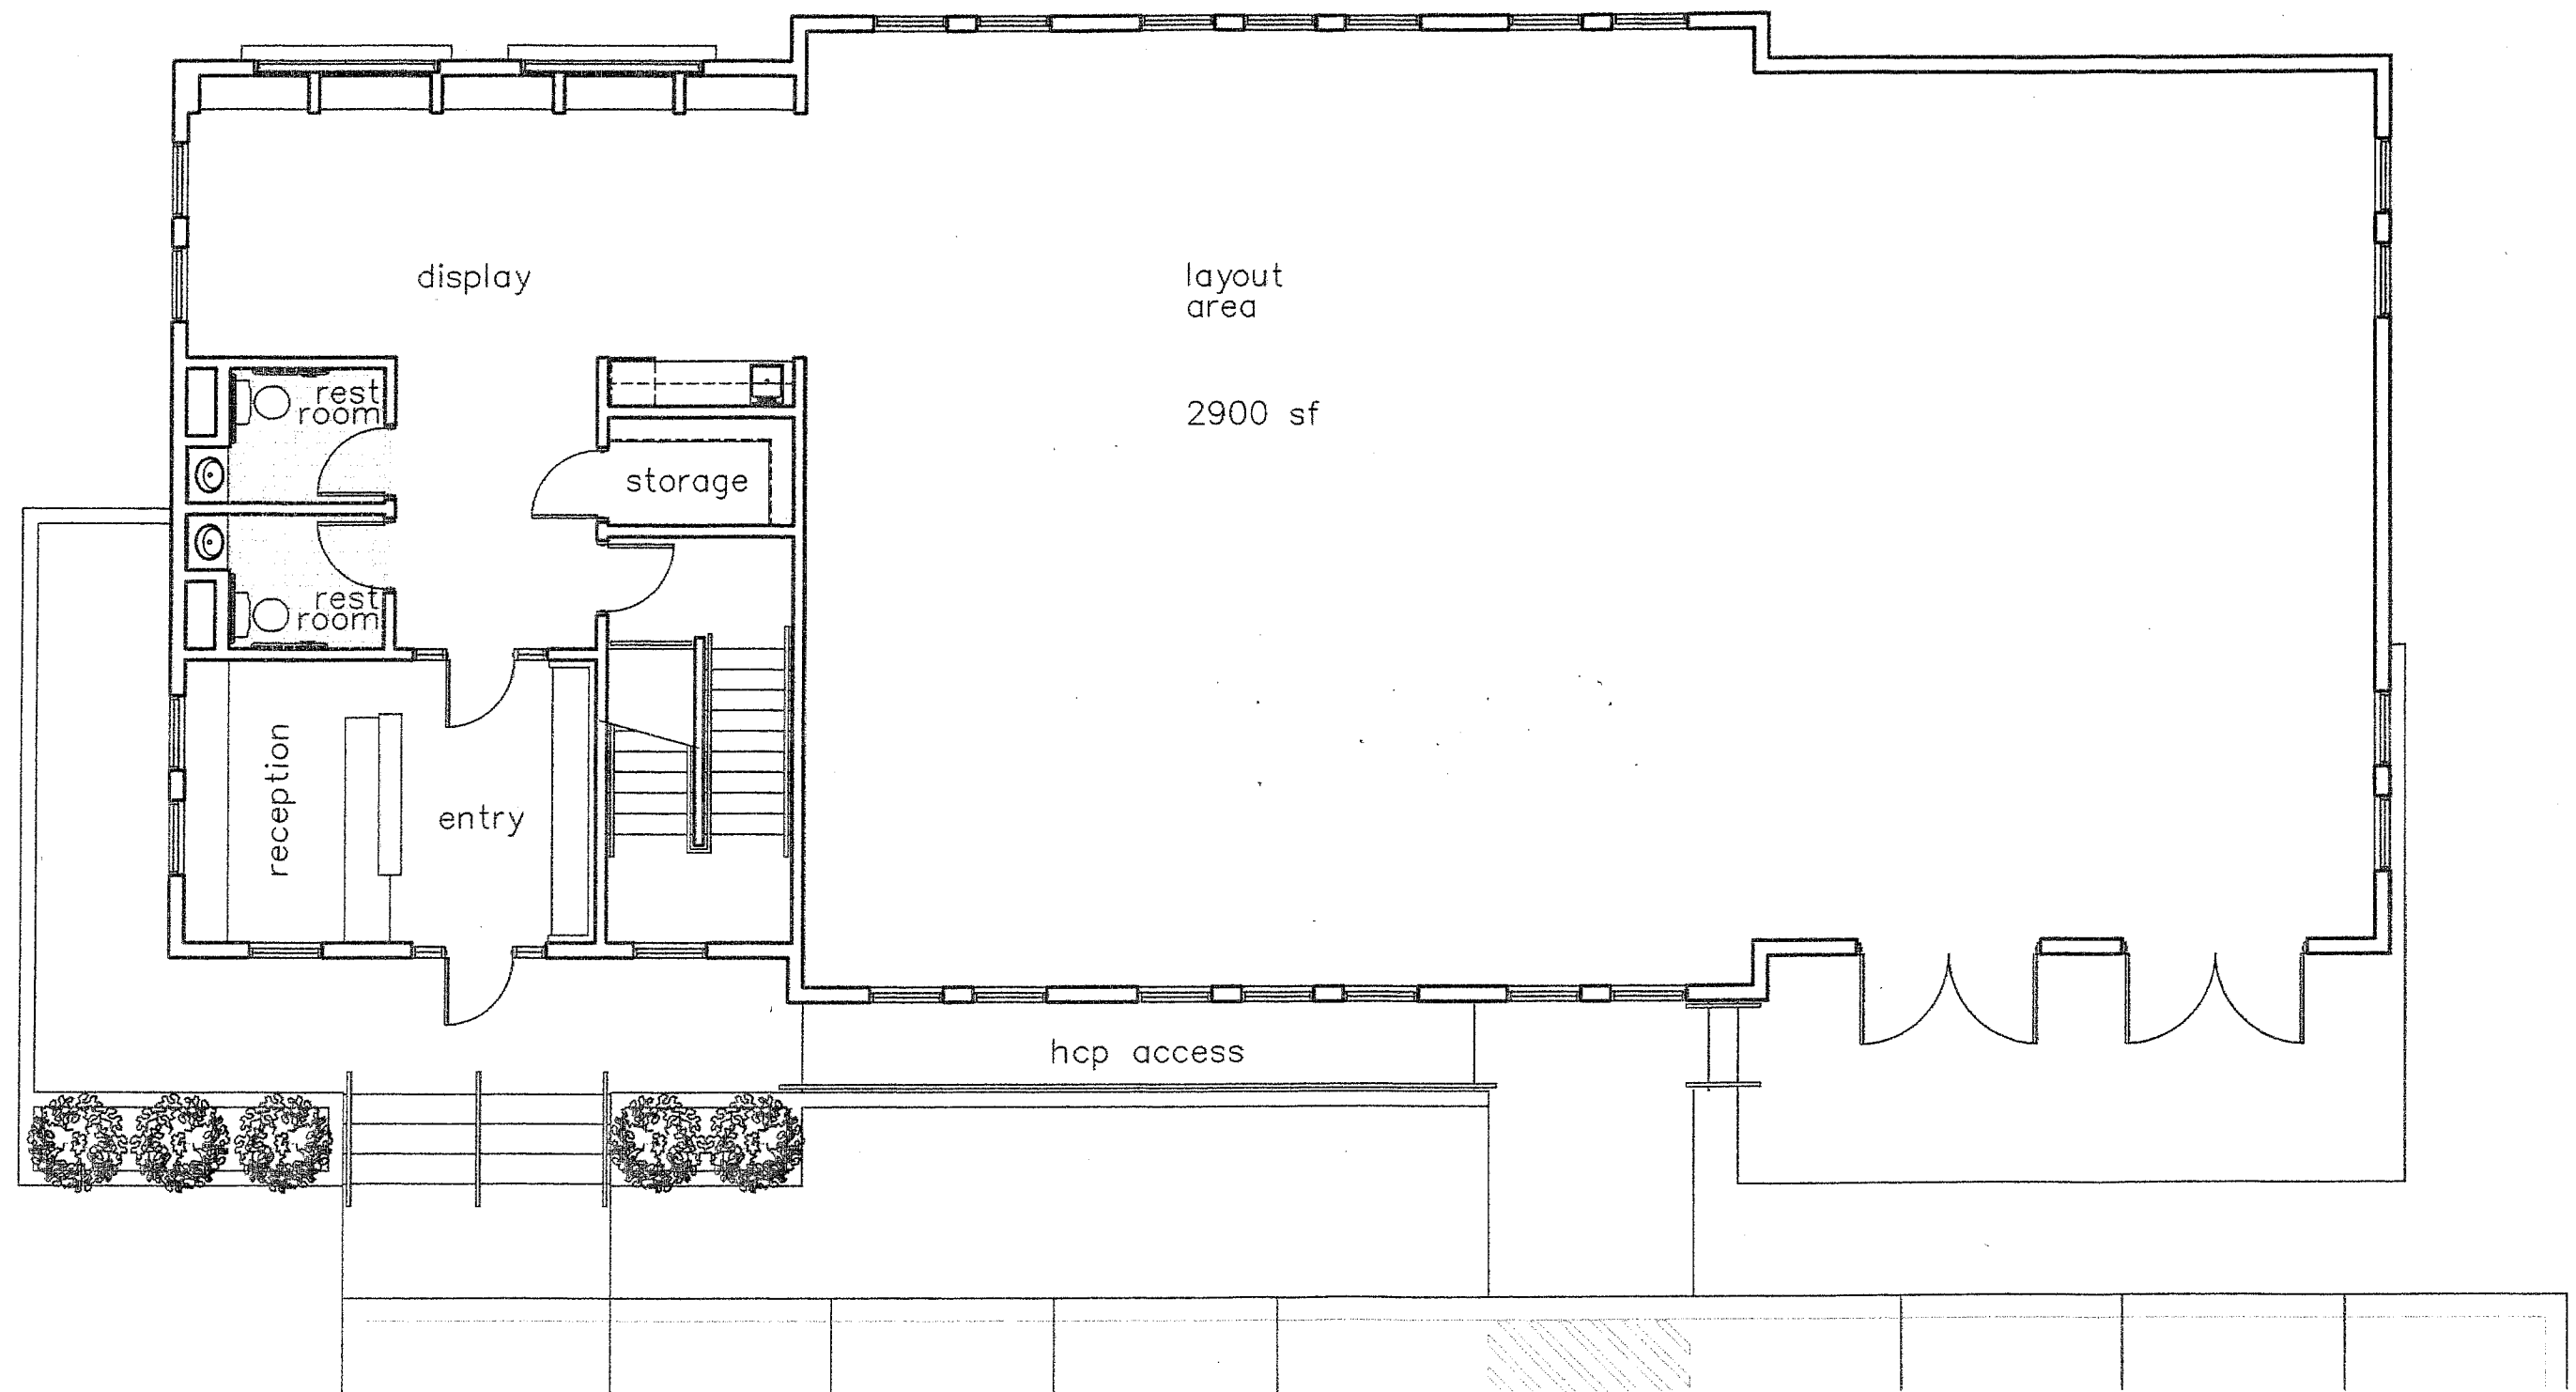 display
layout
area
2900 sf
rest
room
storage
rest
room
reception
entry
hcp access